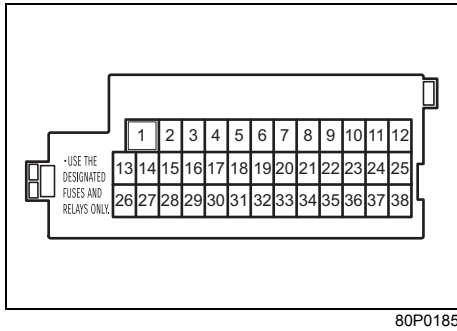 1 2 3 4 5 6 7 8 9 10 11 12
•USE THE
DESIGNATED
FUSES AND
RELAYS ONLY.
13 14 15 16 17 18 19 20 21 22 23 24 25
26 27 28 29 30 31 32 33 34 35 36 37 38
80P0185